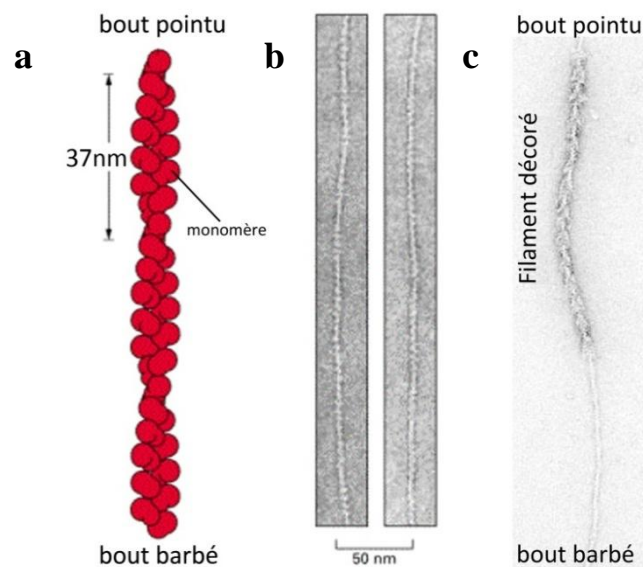 bout pointu
a
37nm
monomère
bout barbé
b
50 nm
c
bout pointu
Filament décoré
bout barbé